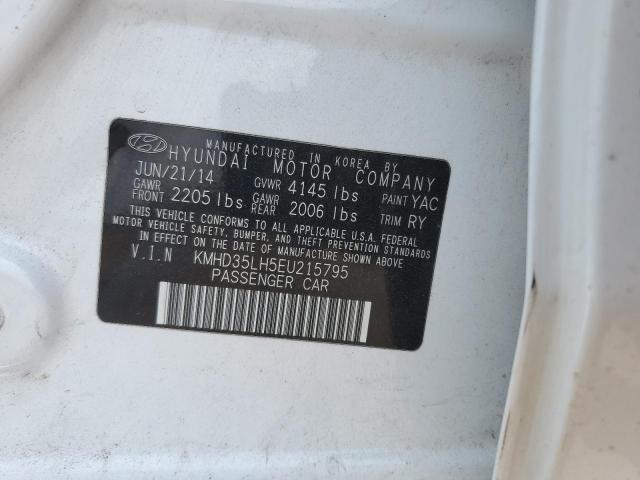 MANUFACTURED IN KOREA BY
HYUNDAI MOTOR COMPANY
JUN/21/14 GVWR 4145 lbs PAINT YAC
GAWR FRONT 2205 lbs GAWR REAR 2006 lbs TRIM RY
THIS VEHICLE CONFORMS TO ALL APPLICABLE U.S.A. FEDERAL
MOTOR VEHICLE SAFETY, BUMPER, AND THEFT PREVENTION STANDARDS
IN EFFECT ON THE DATE OF MANUFACTURE SHOWN ABOVE.
V.I.N KMHD35LH5EU215795
PASSENGER CAR